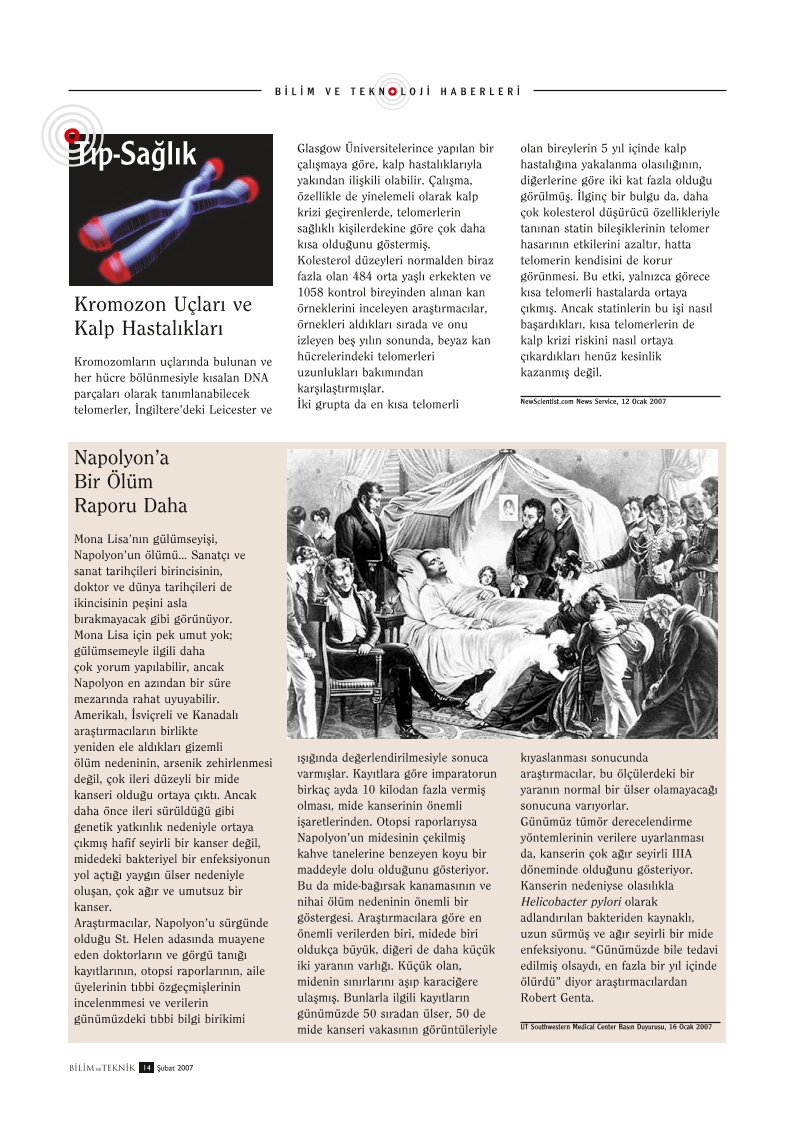 BİLİM VE TEKNOLOJİ HABERLERİ
Tıp-Sağlık
Kromozon Uçları ve
Kalp Hastalıkları
Kromozomların uçlarında bulunan ve
her hücre bölünmesiyle kısalan DNA
parçaları olarak tanımlanabilecek
telomerler, İngiltere'deki Leicester ve
Glasgow Üniversitelerince yapılan bir
çalışmaya göre, kalp hastalıklarıyla
yakından ilişkili olabilir. Çalışma,
özellikle de yinelemeli olarak kalp
krizi geçirenlerde, telomerlerin
sağlıklı kişilerdekine göre çok daha
kısa olduğunu göstermiş.
Kolesterol düzeyleri normalden biraz
fazla olan 484 orta yaşlı erkekten ve
1058 kontrol bireyinden alınan kan
örneklerini inceleyen araştırmacılar,
örnekleri aldıkları sırada ve onu
izleyen beş yılın sonunda, beyaz kan
hücrelerindeki telomerleri
uzunlukları bakımından
karşılaştırmışlar.
İki grupta da en kısa telomerli
olan bireylerin 5 yıl içinde kalp
hastalığına yakalanma olasılığının,
diğerlerine göre iki kat fazla olduğu
görülmüş. İlginç bir bulgu da, daha
çok kolesterol düşürücü özellikleriyle
tanınan statin bileşiklerinin telomer
hasarının etkilerini azaltır, hatta
telomerin kendisini de korur
görünmesi. Bu etki, yalnızca görece
kısa telomerli hastalarda ortaya
çıkmış. Ancak statinlerin bu işi nasıl
başardıkları, kısa telomerlerin de
kalp krizi riskini nasıl ortaya
çıkardıkları henüz kesinlik
kazanmış değil.
NewScientist.com News Service, 12 Ocak 2007
Napolyon'a
Bir Ölüm
Raporu Daha
Mona Lisa'nın gülümseyişi,
Napolyon'un ölümü... Sanatçı ve
sanat tarihçileri birincisinin,
doktor ve dünya tarihçileri de
ikincisinin peşini asla
bırakmayacak gibi görünüyor.
Mona Lisa için pek umut yok;
gülümsemeyle ilgili daha
çok yorum yapılabilir, ancak
Napolyon en azından bir süre
mezarında rahat uyuyabilir.
Amerikalı, İsviçreli ve Kanadalı
araştırmacıların birlikte
yeniden ele aldıkları gizemli
ölüm nedeninin, arsenik zehirlenmesi
değil, çok ileri düzeyli bir mide
kanseri olduğu ortaya çıktı. Ancak
daha önce ileri sürüldüğü gibi
genetik yatkınlık nedeniyle ortaya
çıkmış hafif seyirli bir kanser değil,
midedeki bakteriyel bir enfeksiyonun
yol açtığı yaygın ülser nedeniyle
oluşan, çok ağır ve umutsuz bir
kanser.
Araştırmacılar, Napolyon'u sürgünde
olduğu St. Helen adasında muayene
eden doktorların ve görgü tanığı
kayıtlarının, otopsi raporlarının, aile
üyelerinin tıbbi özgeçmişlerinin
incelenmmesi ve verilerin
günümüzdeki tıbbi bilgi birikimi
ışığında değerlendirilmesiyle sonuca
varmışlar. Kayıtlara göre imparatorun
birkaç ayda 10 kilodan fazla vermiş
olması, mide kanserinin önemli
işaretlerinden. Otopsi raporlarıysa
Napolyon'un midesinin çekilmiş
kahve tanelerine benzeyen koyu bir
maddeyle dolu olduğunu gösteriyor.
Bu da mide-bağırsak kanamasının ve
nihai ölüm nedeninin önemli bir
göstergesi. Araştırmacılara göre en
önemli verilerden biri, midede biri
oldukça büyük, diğeri de daha küçük
iki yaranın varlığı. Küçük olan,
midenin sınırlarını aşıp karaciğere
ulaşmış. Bunlarla ilgili kayıtların
günümüzde 50 sıradan ülser, 50 de
mide kanseri vakasının görüntüleriyle
kıyaslanması sonucunda
araştırmacılar, bu ölçülerdeki bir
yaranın normal bir ülser olamayacağı
sonucuna varıyorlar.
Günümüz tümör derecelendirme
yöntemlerinin verilere uyarlanması
da, kanserin çok ağır seyirli IIIA
döneminde olduğunu gösteriyor.
Kanserin nedeniyse olasılıkla
Helicobacter pylori olarak
adlandırılan bakteriden kaynaklı,
uzun sürmüş ve ağır seyirli bir mide
enfeksiyonu. "Günümüzde bile tedavi
edilmiş olsaydı, en fazla bir yıl içinde
ölürdü" diyor araştırmacılardan
Robert Genta.
UT Southwestern Medical Center Basın Duyurusu, 16 Ocak 2007
BİLİM ve TEKNİK 14 Şubat 2007